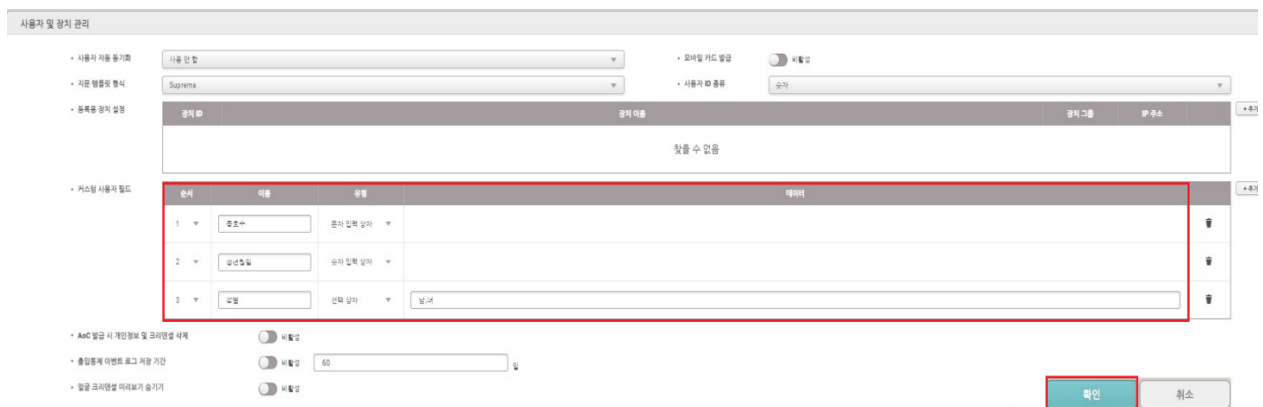 사용자 및 장치 관리
• 사용자 자동 동기화 사용 안 함 • 모바일 카드 발급 비활성
• 지문 템플릿 형식 Suprema • 사용자 ID 종류 숫자
• 등록용 장치 설정 장치 ID 장치 이름 장치 그룹 IP 주소 + 추가
찾을 수 없음
• 커스텀 사용자 필드 순서 이름 유형 데이터 + 추가
1 동호수 문자 입력 상자
2 생년월일 숫자 입력 상자
3 성별 선택 상자 남,녀
• AoC 발급 시 개인정보 및 크리덴셜 삭제 비활성
• 출입통제 이벤트 로그 저장 기간 비활성 60 일
• 얼굴 크리덴셜 미리보기 숨기기 비활성
확인 취소